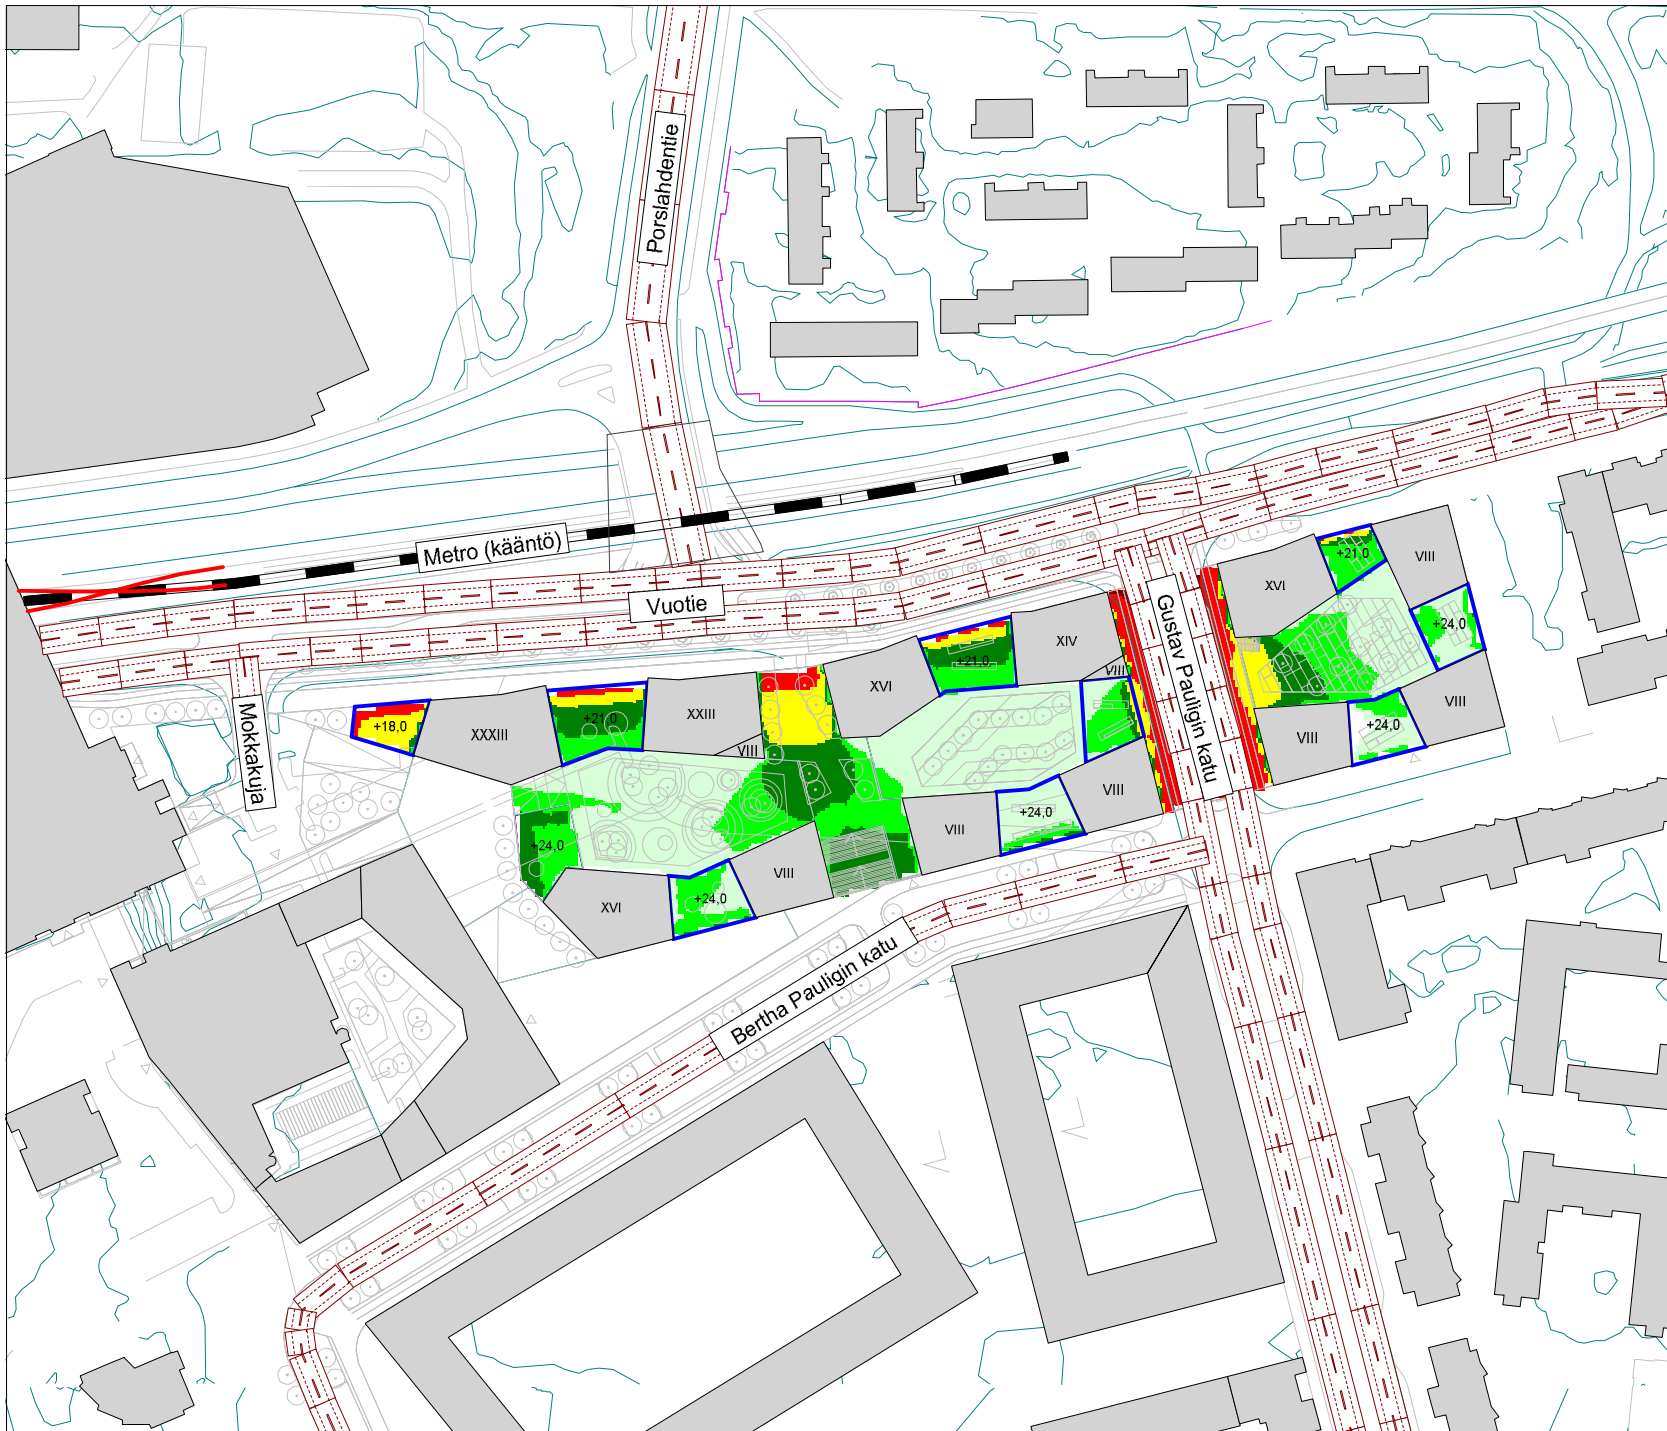 Porslahdentie
Metro (kääntö)
Vuotie
Gustav Pauligin katu
Mokkakuja
Bertha Pauligin katu
XVI
+21,0
VIII
+24,0
XIV
VIII
+21,0
XVI
XXIII
VIII
+21,0
XXXIII
+18,0
VIII
+24,0
VIII
VIII
+24,0
VIII
VIII
+24,0
XVI
+24,0